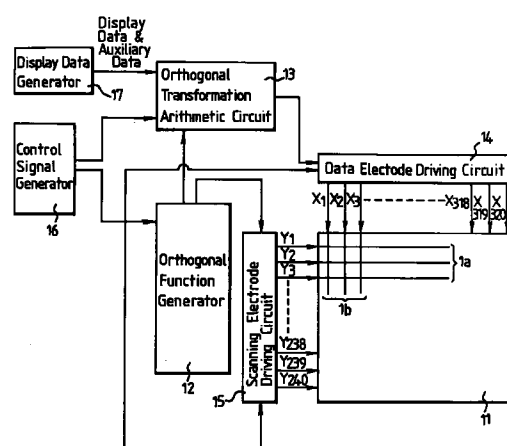 Display
Data &
Auxiliary
Data
Display Data
Generator
17
Orthogonal
Transformation
Arithmetic Circuit
13
Control
Signal
Generator
16
14
Data Electode Driving Circuit
X1 X2 X3 X318 X319 X320
Orthogonal
Function
Generator
12
Scanning Electrode
Driving Circuit
15
Y1
Y2
Y3
Y238
Y239
Y240
1a
1b
11